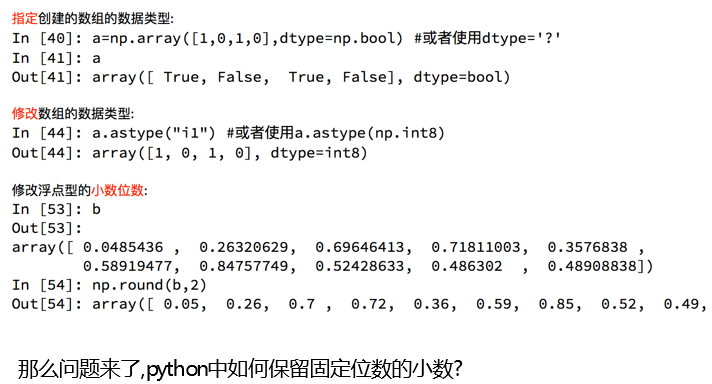 指定创建的数组的数据类型:
In [40]: a=np.array([1,0,1,0],dtype=np.bool) #或者使用dtype='?'
In [41]: a
Out[41]: array([ True, False,  True, False], dtype=bool)
修改数组的数据类型:
In [44]: a.astype("i1") #或者使用a.astype(np.int8)
Out[44]: array([1, 0, 1, 0], dtype=int8)
修改浮点型的小数位数:
In [53]: b
Out[53]:
array([ 0.0485436 ,  0.26320629,  0.69646413,  0.71811003,  0.3576838 ,
0.58919477,  0.84757749,  0.52428633,  0.486302  ,  0.48908838])
In [54]: np.round(b,2)
Out[54]: array([ 0.05,  0.26,  0.7 ,  0.72,  0.36,  0.59,  0.85,  0.52,  0.49,
那么问题来了,python中如何保留固定位数的小数?